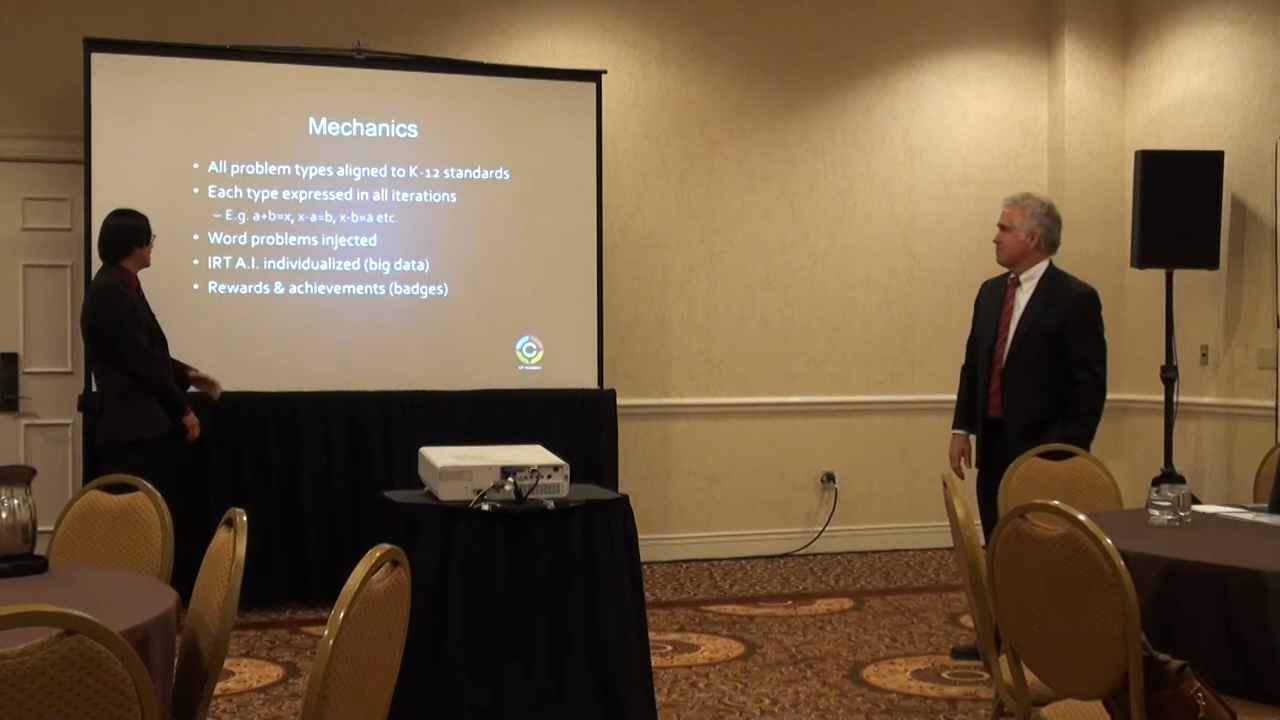 Mechanics
• All problem types aligned to K-12 standards
• Each type expressed in all iterations
– E.g. a+b=x, x-a=b, x-b=a etc.
• Word problems injected
• IRT A.I. individualized (big data)
• Rewards & achievements (badges)
C